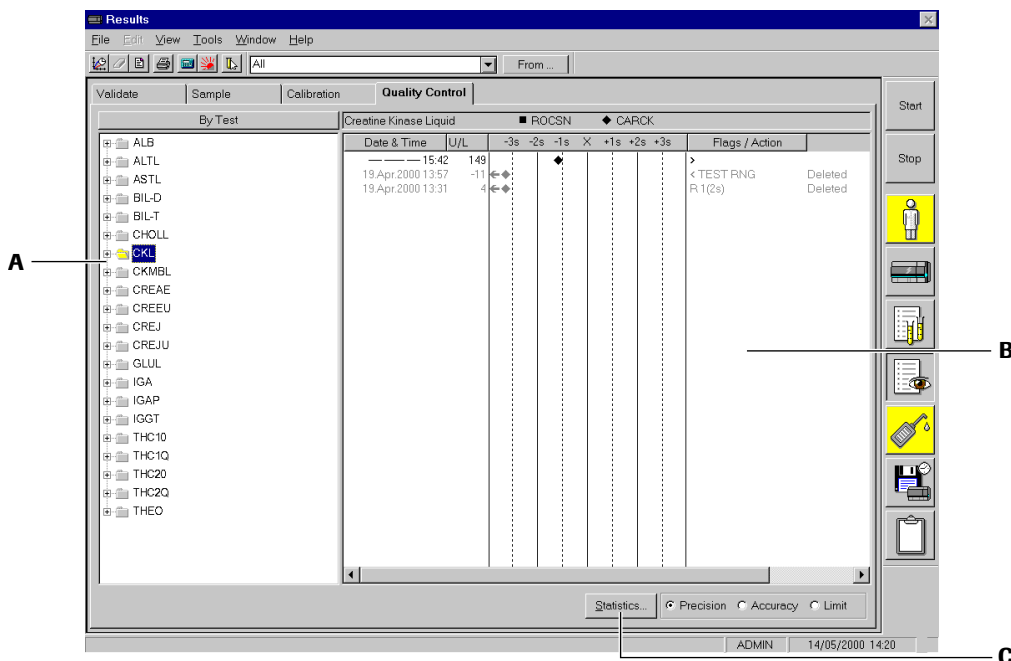 Results
File Edit View Tools Window Help
All From ...
Validate Sample Calibration Quality Control
Start
By Test
Creatine Kinase Liquid ■ ROCSN ◆ CARCK
Date & Time U/L -3s -2s -1s X +1s +2s +3s Flags / Action
— — — 15:42 149 >
19.Apr.2000 13:57 -11 < TEST RNG Deleted
19.Apr.2000 13:31 4 R 1(2s) Deleted
Stop
ALB
ALTL
ASTL
BIL-D
BIL-T
CHOLL
CKL
CKMBL
CREAE
CREEU
CREJ
CREJU
GLUL
IGA
IGAP
IGGT
THC10
THC1Q
THC20
THC2Q
THEO
A
B
Statistics... Precision Accuracy Limit
ADMIN 14/05/2000 14:20
C